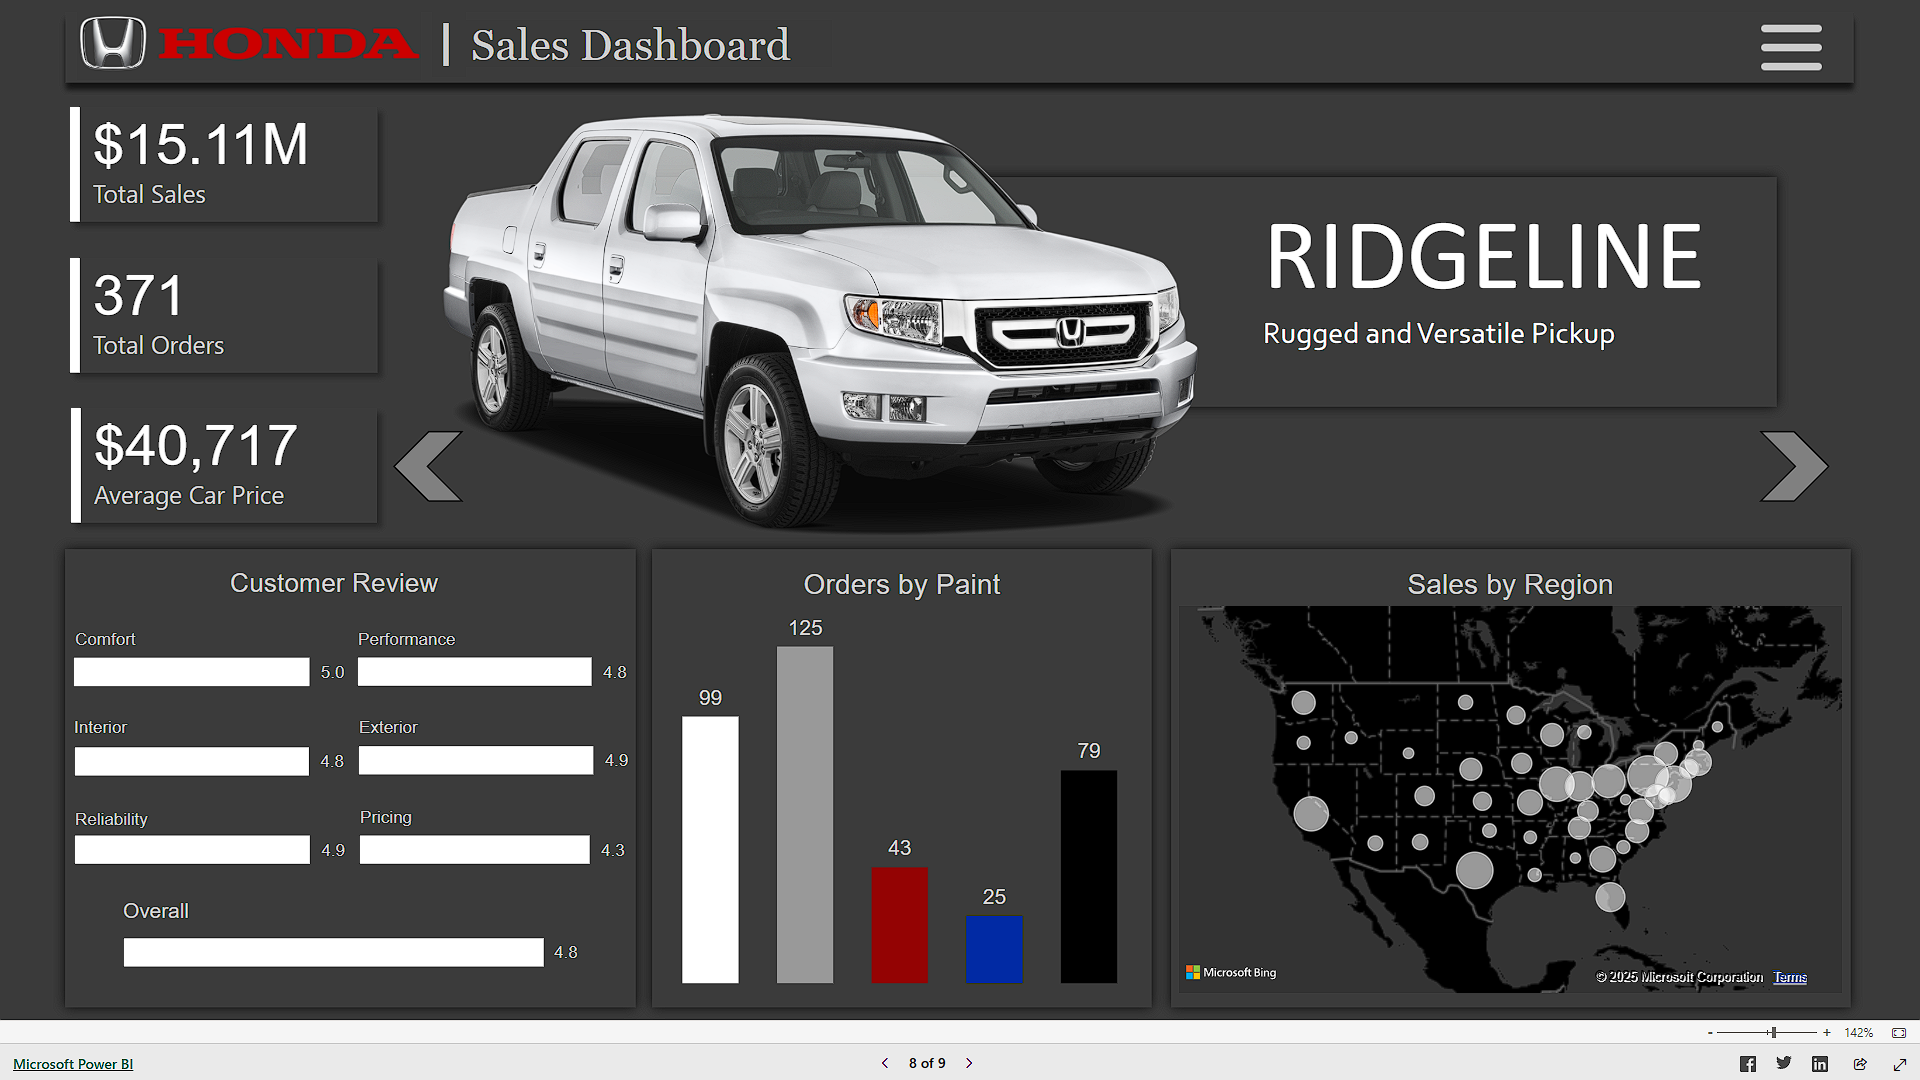 HONDA | Sales Dashboard
$15.11M
Total Sales
371
Total Orders
$40,717
Average Car Price
RIDGELINE
Rugged and Versatile Pickup
Customer Review
Comfort
5.0
Performance
4.8
Interior
4.8
Exterior
4.9
Reliability
4.9
Pricing
4.3
Overall
4.8
Orders by Paint
99
125
43
25
79
Sales by Region
Microsoft Bing
© 2025 Microsoft Corporation Terms
- + 142%
Microsoft Power BI
8 of 9